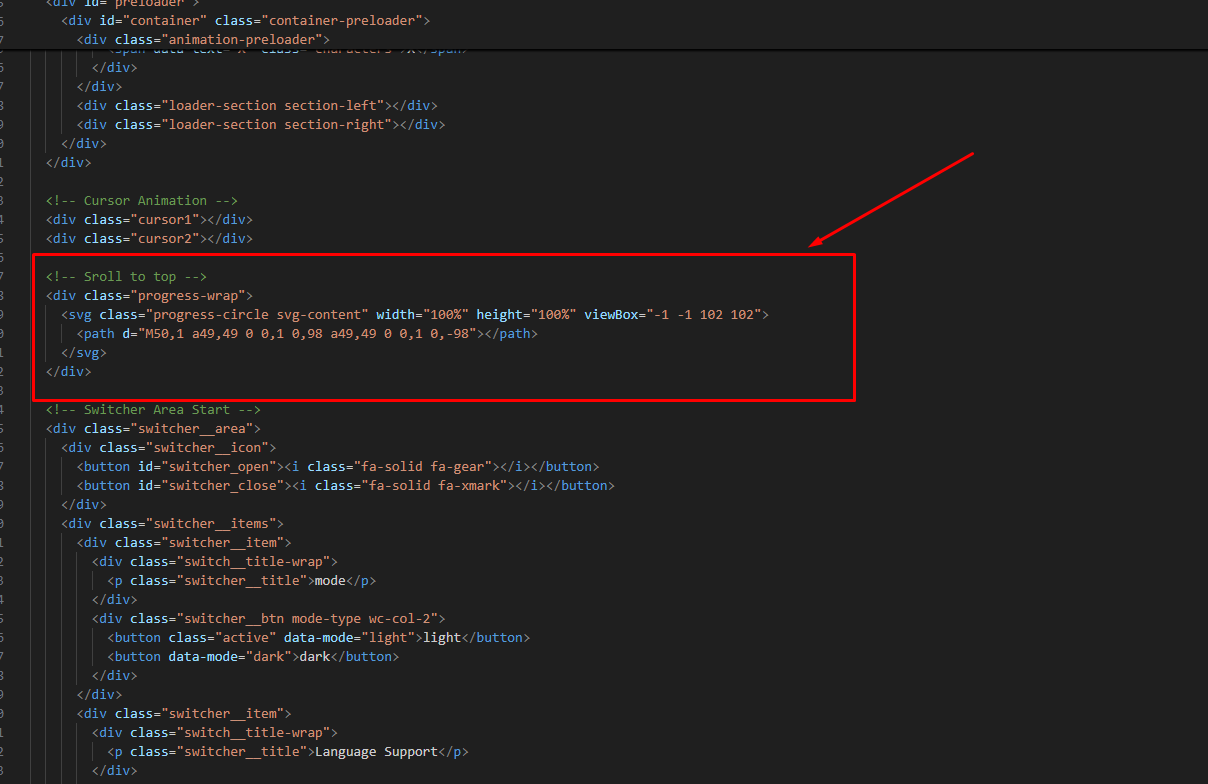 <div id="preloader">
<div id="container" class="container-preloader">
<div class="animation-preloader">
</div>
</div>
<div class="loader-section section-left"></div>
<div class="loader-section section-right"></div>
</div>
</div>
<!-- Cursor Animation -->
<div class="cursor1"></div>
<div class="cursor2"></div>
<!-- Sroll to top -->
<div class="progress-wrap">
<svg class="progress-circle svg-content" width="100%" height="100%" viewBox="-1 -1 102 102">
<path d="M50,1 a49,49 0 0,1 0,98 a49,49 0 0,1 0,-98"></path>
</svg>
</div>
<!-- Switcher Area Start -->
<div class="switcher__area">
<div class="switcher__icon">
<button id="switcher_open"><i class="fa-solid fa-gear"></i></button>
<button id="switcher_close"><i class="fa-solid fa-xmark"></i></button>
</div>
<div class="switcher__items">
<div class="switcher__item">
<div class="switch__title-wrap">
<p class="switcher__title">mode</p>
</div>
<div class="switcher__btn mode-type wc-col-2">
<button class="active" data-mode="light">light</button>
<button data-mode="dark">dark</button>
</div>
</div>
<div class="switcher__item">
<div class="switch__title-wrap">
<p class="switcher__title">Language Support</p>
</div>